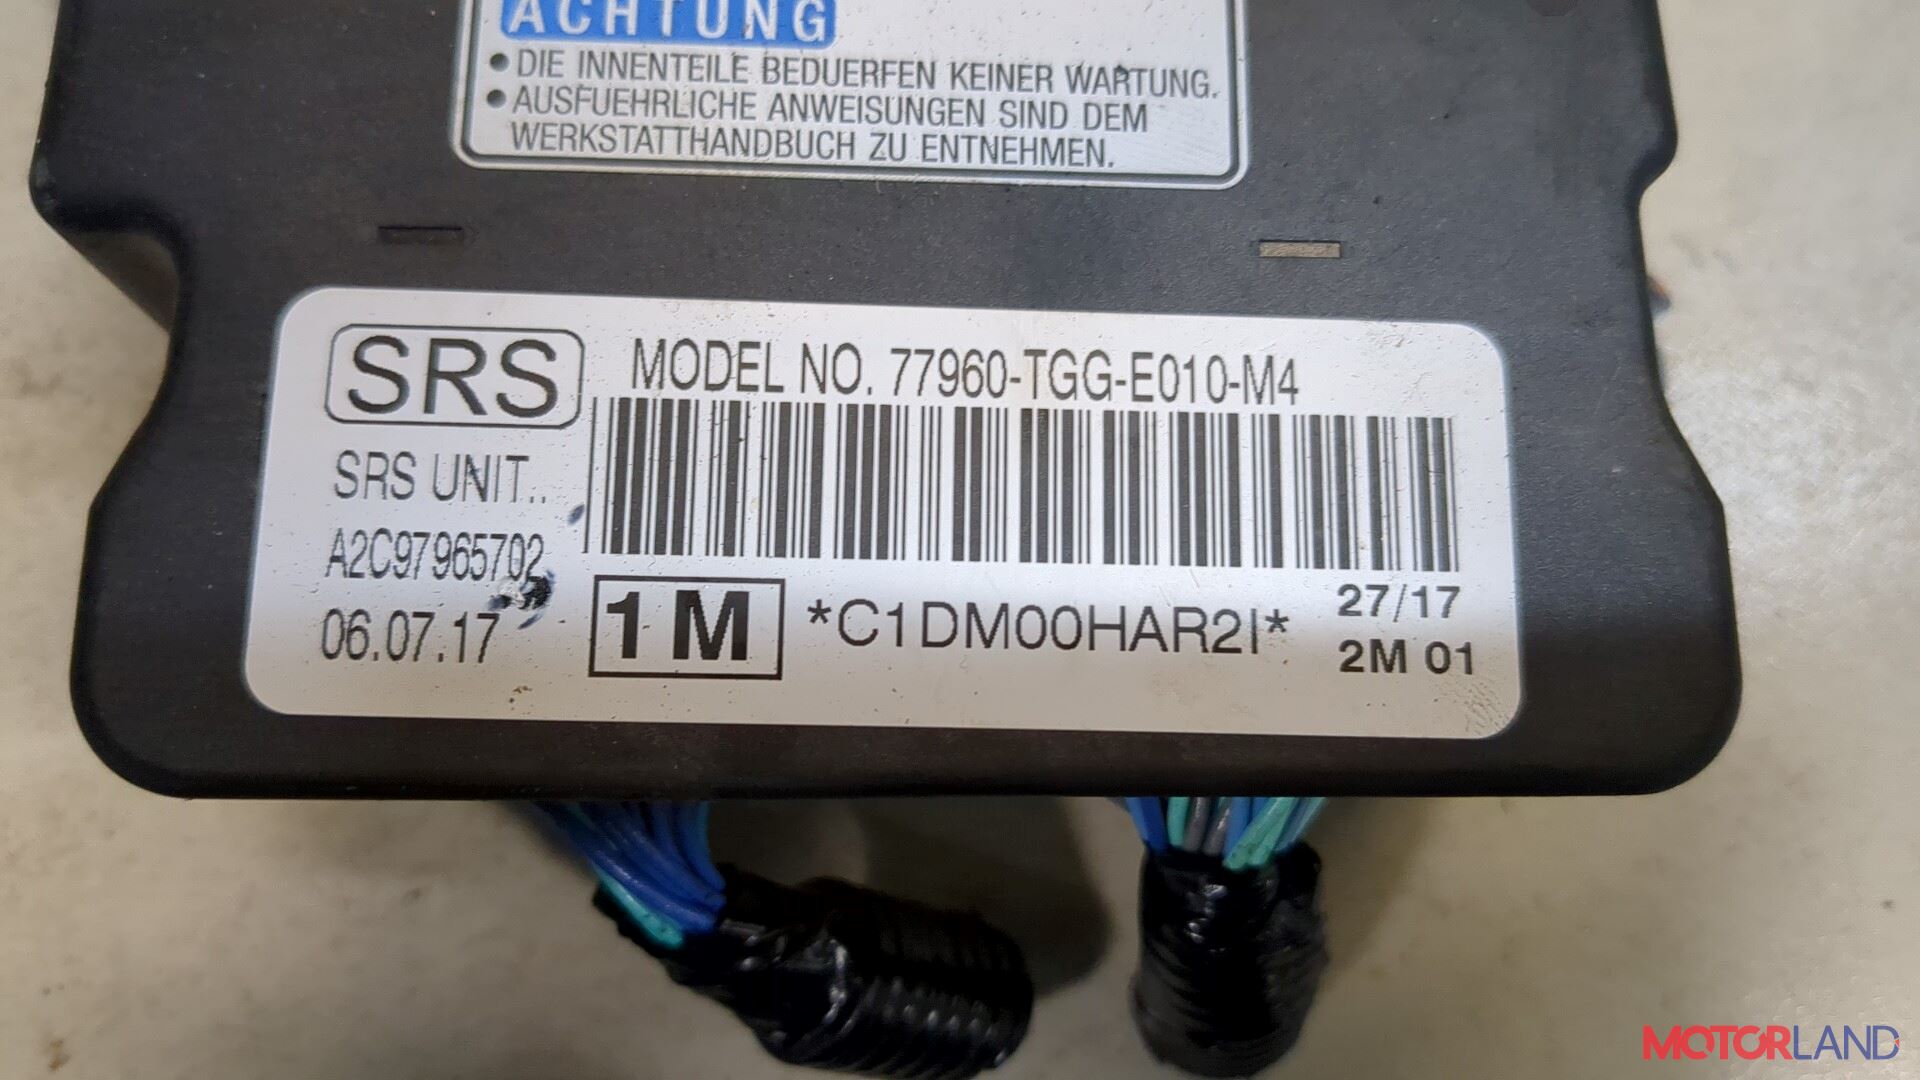 ACHTUNG
• DIE INNENTEILE BEDUERFEN KEINER WARTUNG.
• AUSFUEHRLICHE ANWEISUNGEN SIND DEM
WERKSTATTHANDBUCH ZU ENTNEHMEN.
SRS MODEL NO. 77960-TGG-E010-M4
SRS UNIT..
A2C97965702
06.07.17
1 M *C1DM00HAR2I* 27/17
2M 01
MOTORLAND